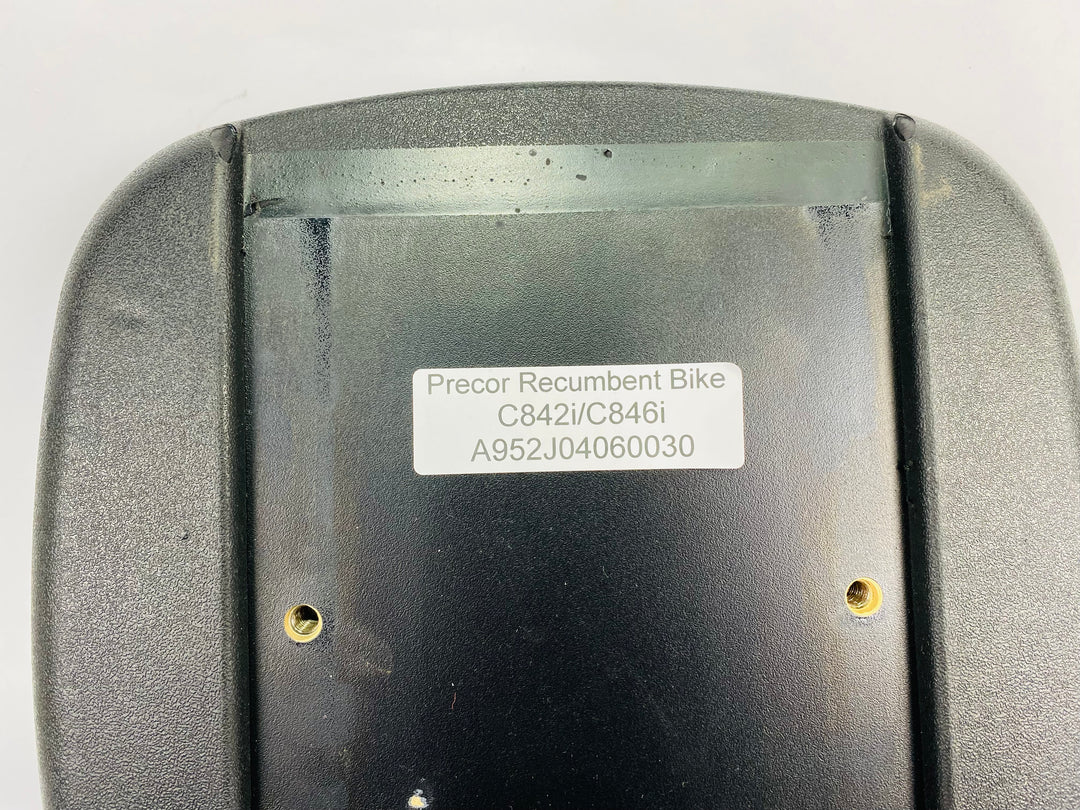 Precor Recumbent Bike
C842i/C846i
A952J04060030